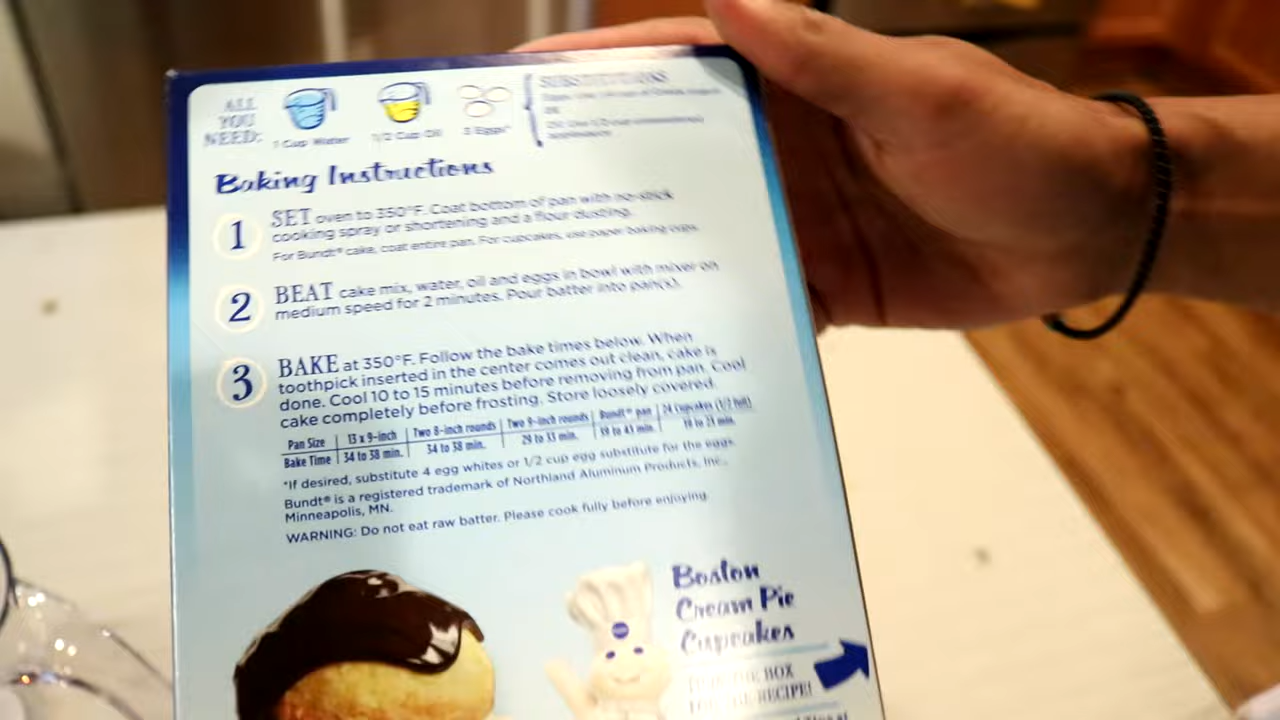 ALL
YOU
NEED:
1 Cup Water
1/2 Cup Oil
3 Eggs*
SUBSTITUTIONS
Baking Instructions
1
SET oven to 350°F. Coat bottom of pan with no-stick
cooking spray or shortening and a flour dusting.
For Bundt® cake, coat entire pan. For cupcakes, use paper baking cups.
2
BEAT cake mix, water, oil and eggs in bowl with mixer on
medium speed for 2 minutes. Pour batter into pan(s).
3
BAKE at 350°F. Follow the bake times below. When
toothpick inserted in the center comes out clean, cake is
done. Cool 10 to 15 minutes before removing from pan. Cool
cake completely before frosting. Store loosely covered.
Pan Size 13 x 9-inch Two 8-inch rounds Two 9-inch rounds Bundt® pan 24 Cupcakes (1/2 full)
Bake Time 34 to 38 min. 34 to 38 min. 29 to 33 min. 39 to 43 min. 18 to 21 min.
*If desired, substitute 4 egg whites or 1/2 cup egg substitute for the eggs.
Bundt® is a registered trademark of Northland Aluminum Products, Inc.,
Minneapolis, MN.
WARNING: Do not eat raw batter. Please cook fully before enjoying.
Boston
Cream Pie
Cupcakes
BOX
RECIPE!